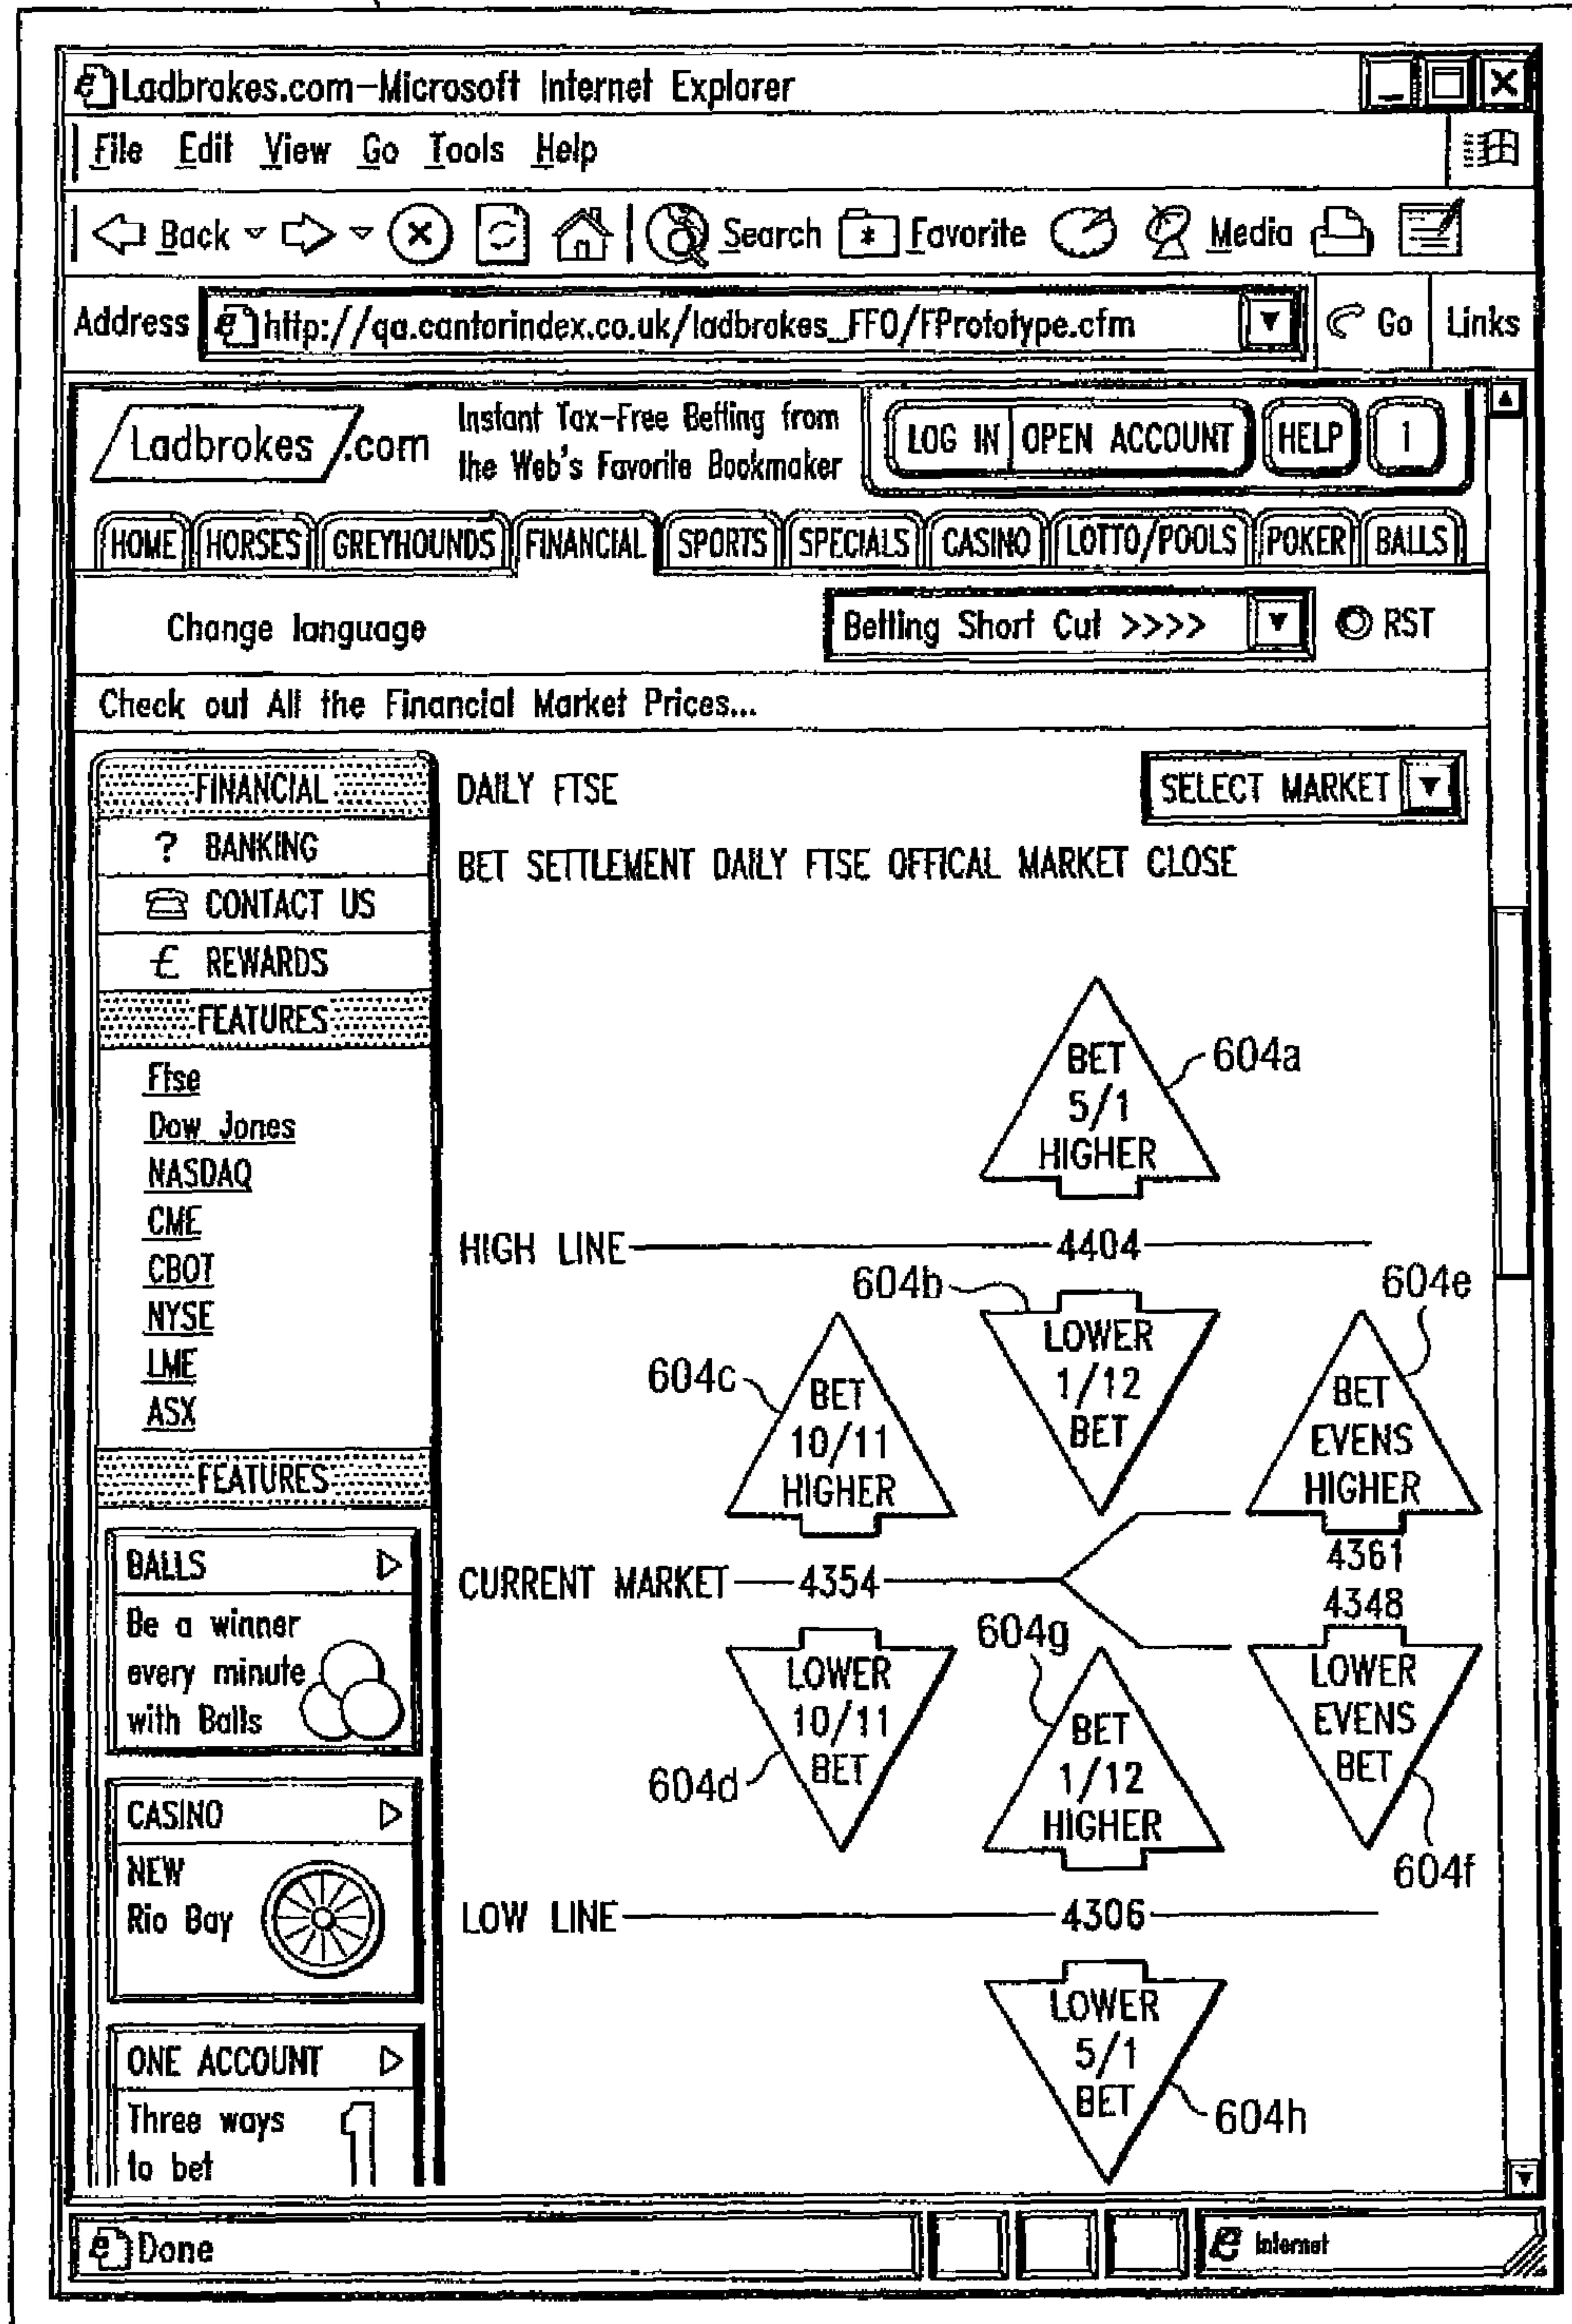 Ladbrakes.com-Microsoft Internet Explorer
File Edit View Go Tools Help
Back Search Favorite Media
Address http://qa.cantorindex.co.uk/ladbrokes_FFO/FPrototype.cfm Go Links
Ladbrokes.com
Instant Tax-Free Betting from
the Web's Favorite Bookmaker
LOG IN OPEN ACCOUNT HELP 1
HOME HORSES GREYHOUNDS FINANCIAL SPORTS SPECIALS CASINO LOTTO/POOLS POKER BALLS
Change language Betting Short Cut >>>> RST
Check out All the Financial Market Prices...
FINANCIAL
? BANKING
CONTACT US
£ REWARDS
FEATURES
Ftse
Dow Jones
NASDAQ
CME
CBOT
NYSE
LME
ASX
FEATURES
BALLS
Be a winner
every minute
with Balls
CASINO
NEW
Rio Bay
ONE ACCOUNT
Three ways
to bet
1
DAILY FTSE SELECT MARKET
BET SETTLEMENT DAILY FTSE OFFICAL MARKET CLOSE
BET
5/1
HIGHER
604a
HIGH LINE 4404
604b
LOWER
1/12
BET
604c
BET
10/11
HIGHER
604e
BET
EVENS
HIGHER
4361
CURRENT MARKET 4354
4348
LOWER
10/11
BET
604d
604g
BET
1/12
HIGHER
LOWER
EVENS
BET
604f
LOW LINE 4306
LOWER
5/1
BET
604h
Done Internet